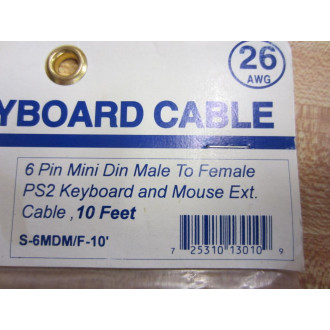 26
AWG
YBOARD CABLE
6 Pin Mini Din Male To Female
PS2 Keyboard and Mouse Ext.
Cable , 10 Feet
S-6MDM/F-10'
7 25310 13010 9